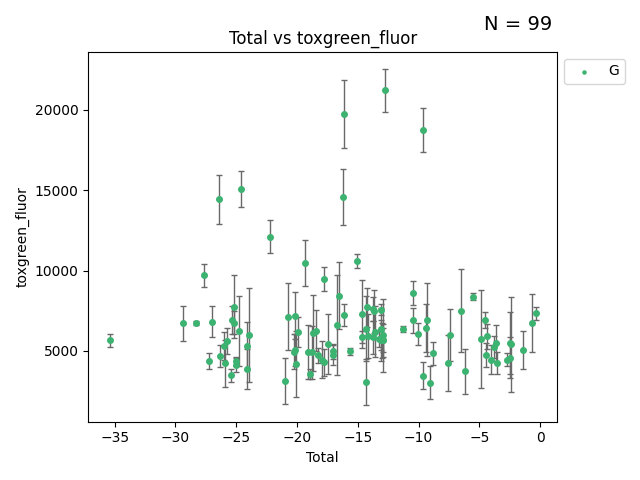 N = 99
Total vs toxgreen_fluor
G
toxgreen_fluor
20000
15000
10000
5000
−35 −30 −25 −20 −15 −10 −5 0
Total